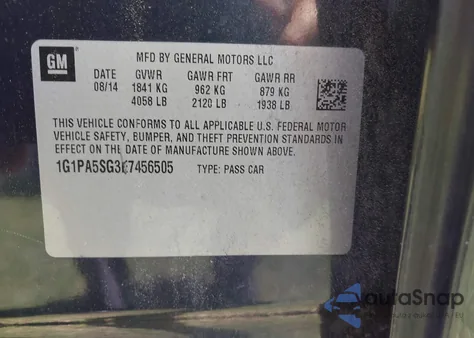 GM
MFD BY GENERAL MOTORS LLC
DATE GVWR GAWR FRT GAWR RR
08/14 1841 KG 962 KG 879 KG
4058 LB 2120 LB 1938 LB
THIS VEHICLE CONFORMS TO ALL APPLICABLE U.S. FEDERAL MOTOR
VEHICLE SAFETY, BUMPER, AND THEFT PREVENTION STANDARDS IN
EFFECT ON THE DATE OF MANUFACTURE SHOWN ABOVE.
TYPE: PASS CAR
autoSnap